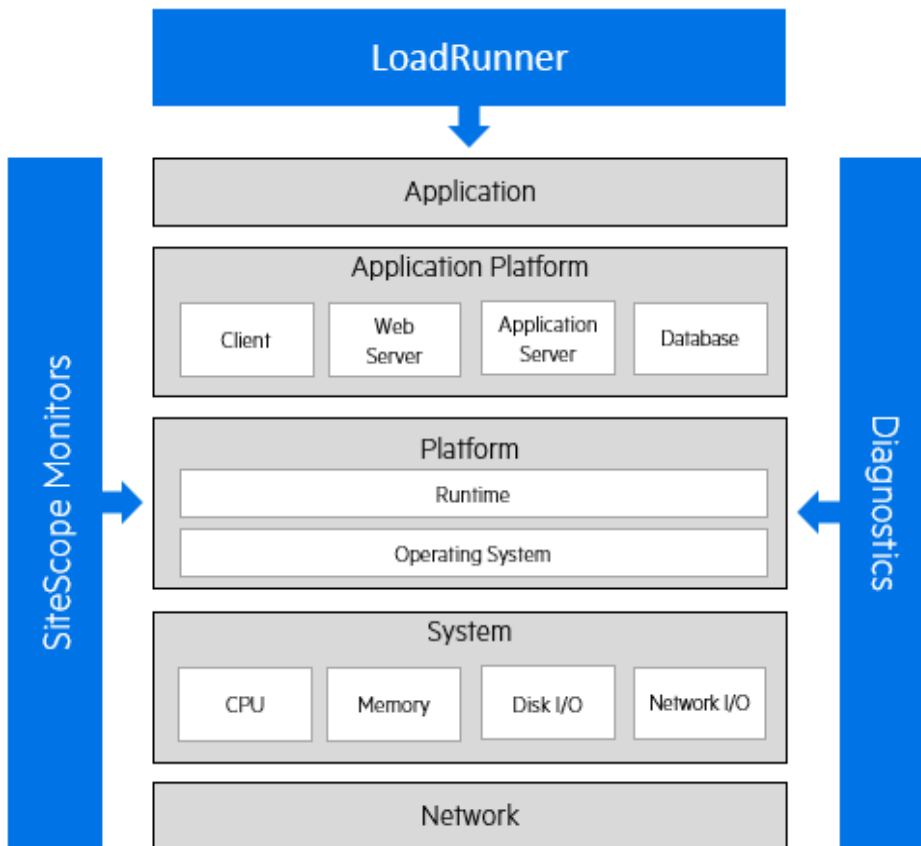 LoadRunner
SiteScope Monitors
Application
Application Platform
Client
Web
Server
Application
Server
Database
Platform
Runtime
Operating System
System
CPU
Memory
Disk I/O
Network I/O
Network
Diagnostics